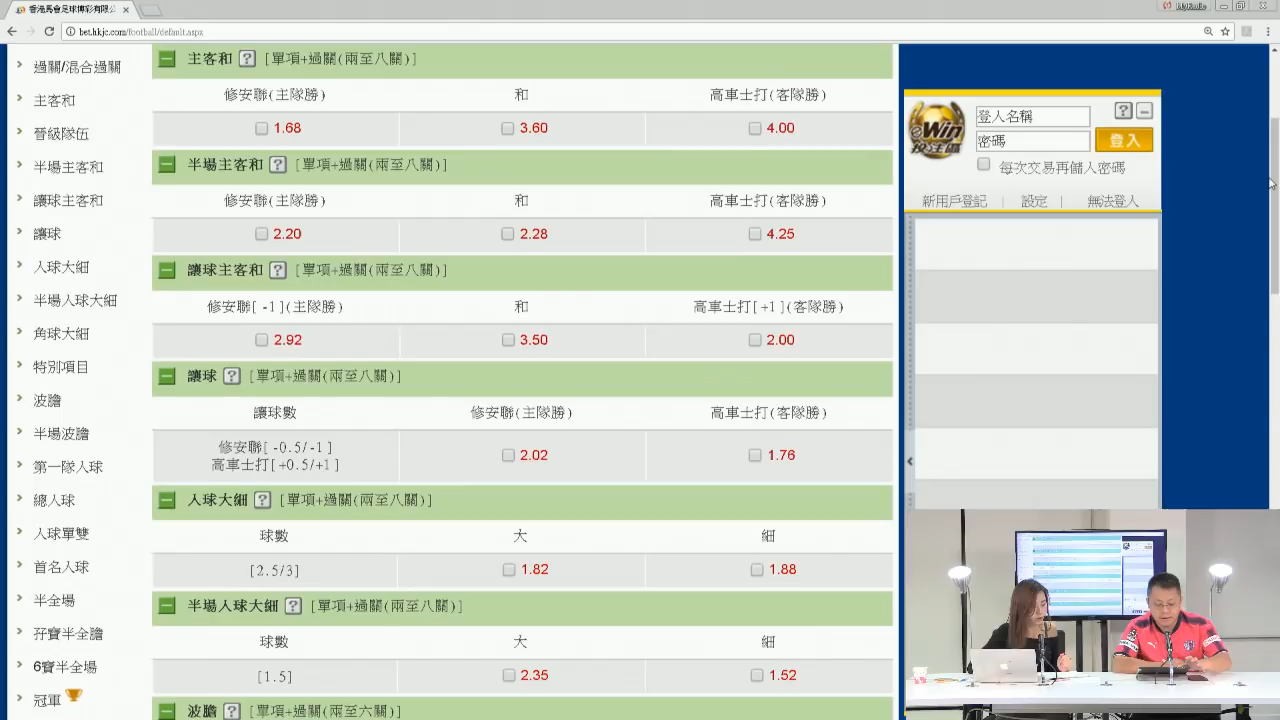 香港馬會足球博彩有限公
bet.hkjc.com/football/default.aspx
過關/混合過關
主客和
晉級隊伍
半場主客和
讓球主客和
讓球
入球大細
半場入球大細
角球大細
特別項目
波膽
半場波膽
第一隊入球
總入球
入球單雙
首名入球
半全場
孖寶半全膽
6寶半全場
冠軍
主客和 ? [單項+過關(兩至八關)]
修安聯(主隊勝) 和 高車士打(客隊勝)
1.68 3.60 4.00
半場主客和 ? [單項+過關(兩至八關)]
修安聯(主隊勝) 和 高車士打(客隊勝)
2.20 2.28 4.25
讓球主客和 ? [單項+過關(兩至八關)]
修安聯[ -1](主隊勝) 和 高車士打[+1](客隊勝)
2.92 3.50 2.00
讓球 ? [單項+過關(兩至八關)]
讓球數 修安聯(主隊勝) 高車士打(客隊勝)
修安聯[ -0.5/-1]
高車士打[+0.5/+1]
2.02 1.76
入球大細 ? [單項+過關(兩至八關)]
球數 大 細
[2.5/3] 1.82 1.88
半場入球大細 ? [單項+過關(兩至八關)]
球數 大 細
[1.5] 2.35 1.52
波膽 ? [單項+過關(兩至六關)]
eWin
投注區
登入名稱
密碼
登入
每次交易再儲入密碼
新用戶登記 | 設定 | 無法登入